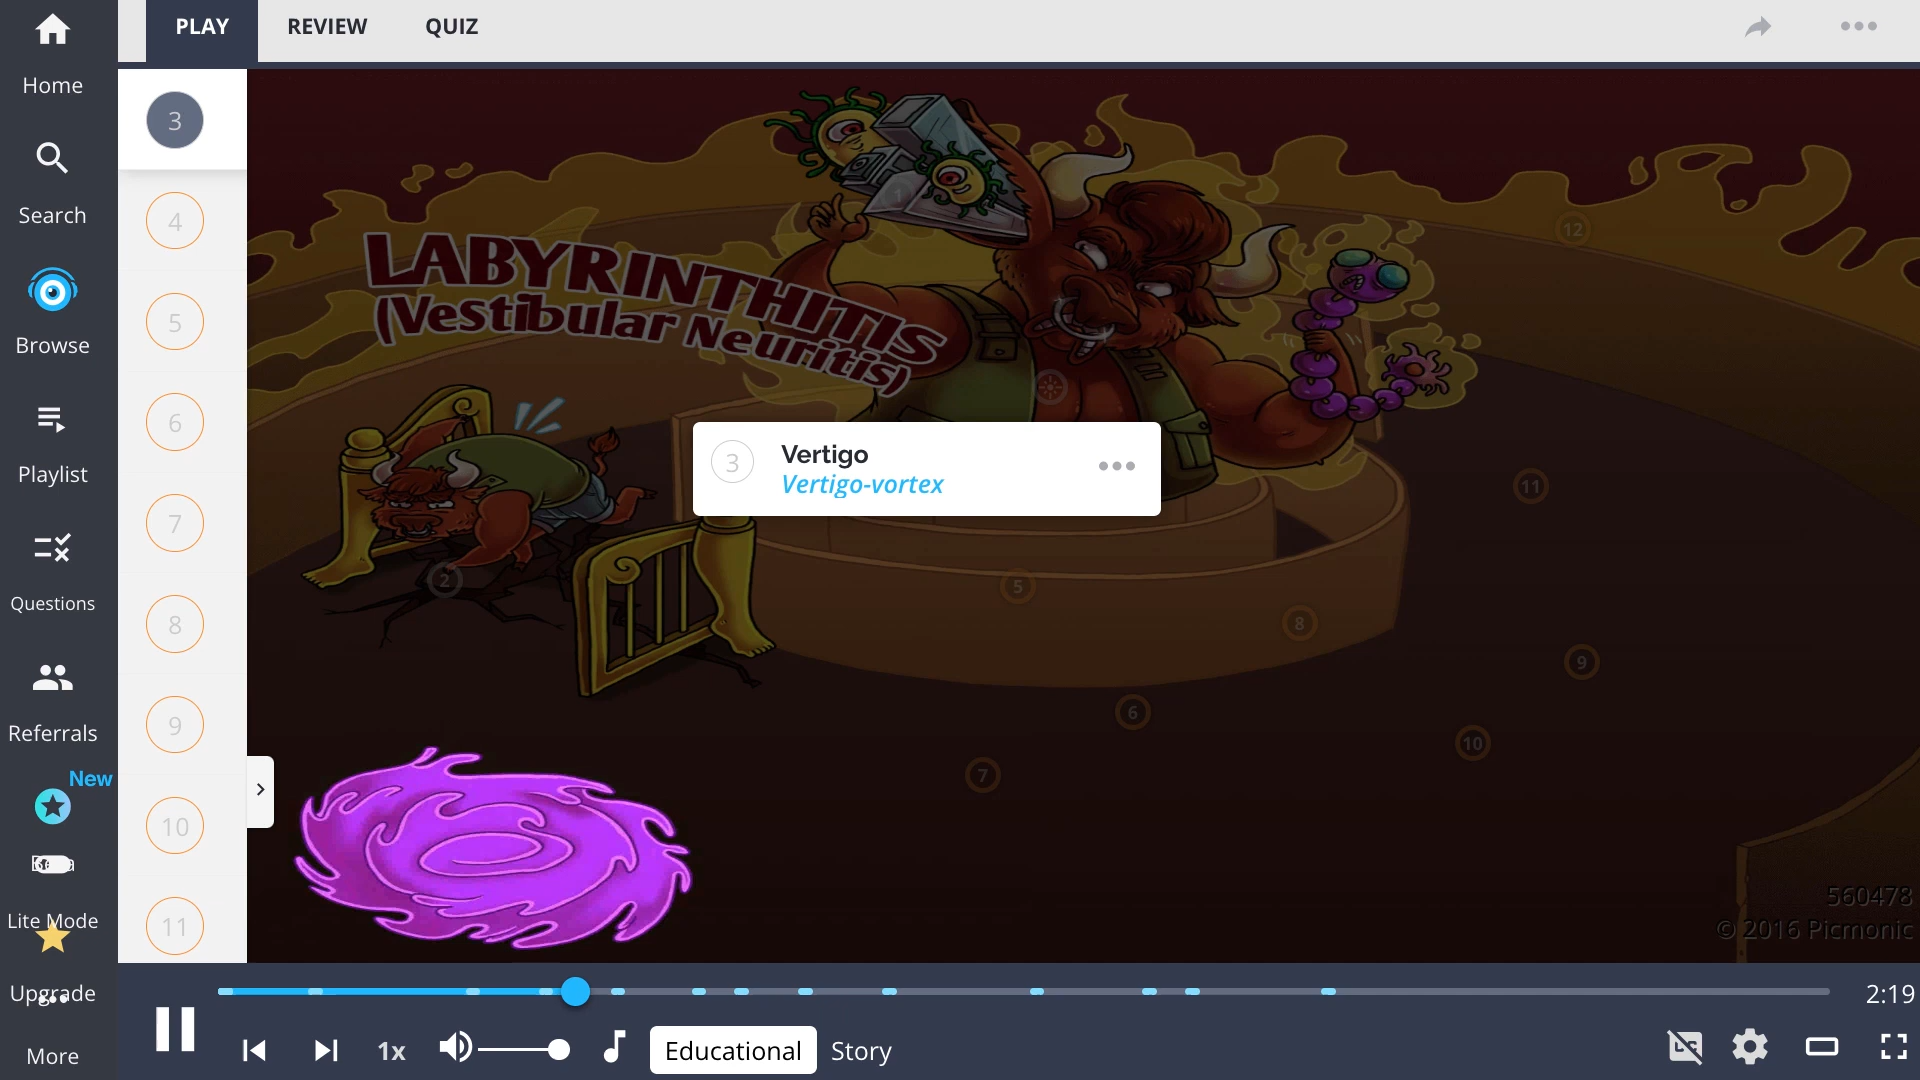 PLAY REVIEW QUIZ
Home
Search
Browse
Playlist
Questions
Referrals
New
Lite Mode
Upgrade
More
3
4
5
6
7
8
9
10
11
LABYRINTHITIS
(Vestibular Neuritis)
1
12
3 Vertigo
Vertigo-vortex
11
2
5
8
9
6
10
7
560478
© 2016 Picmonic
2:19
1x Educational Story